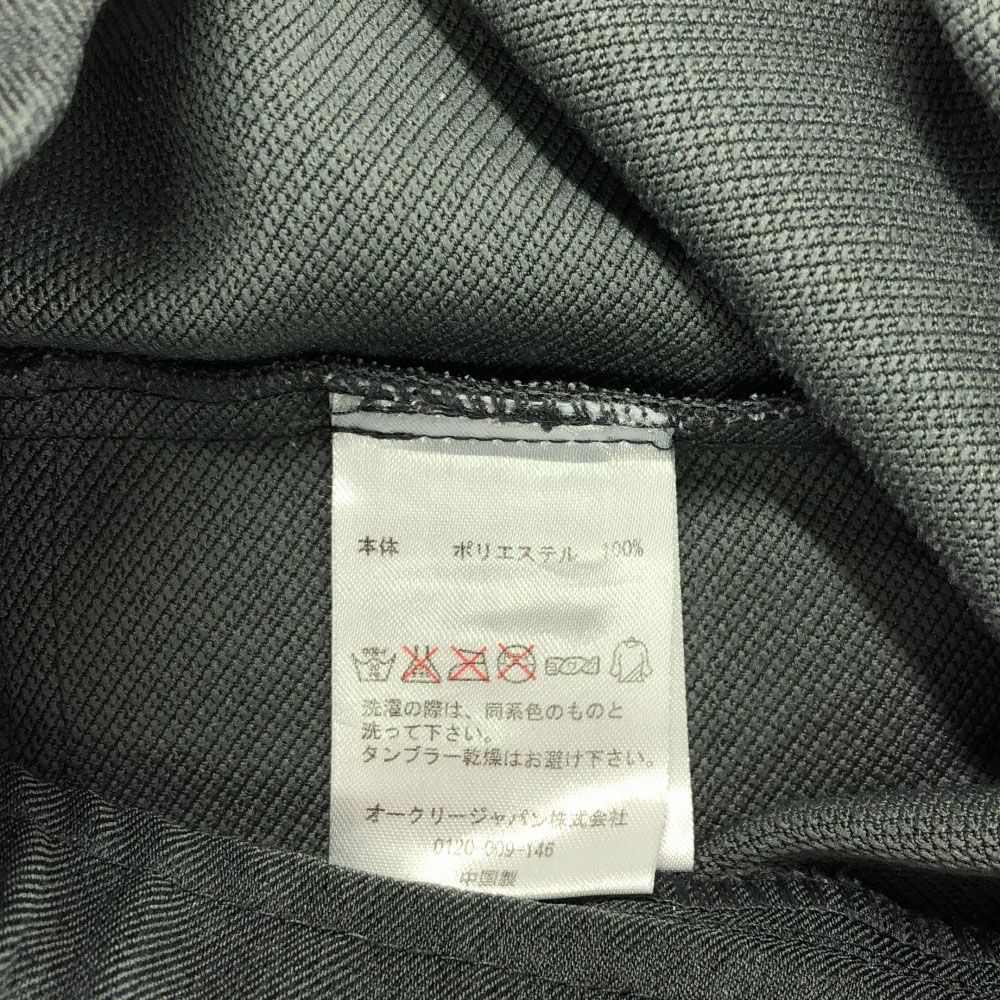 本体 ポリエステル 100%
洗濯の際は、同系色のものと
洗って下さい。
タンブラー乾燥はお避け下さい。
オークリージャパン株式会社
0120-009-146
中国製